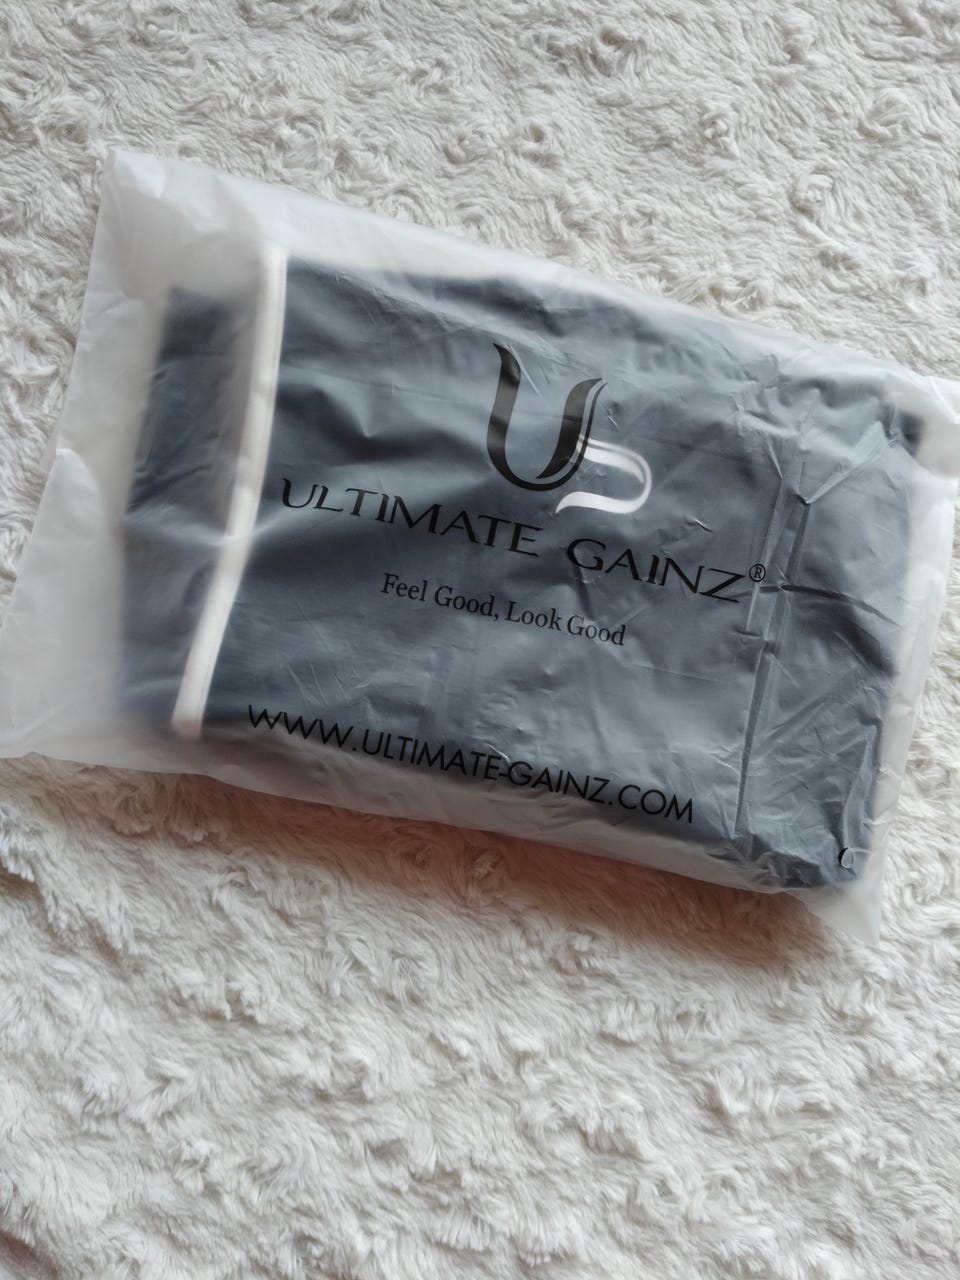 ULTIMATE GAINZ®
Feel Good, Look Good
WWW.ULTIMATE-GAINZ.COM